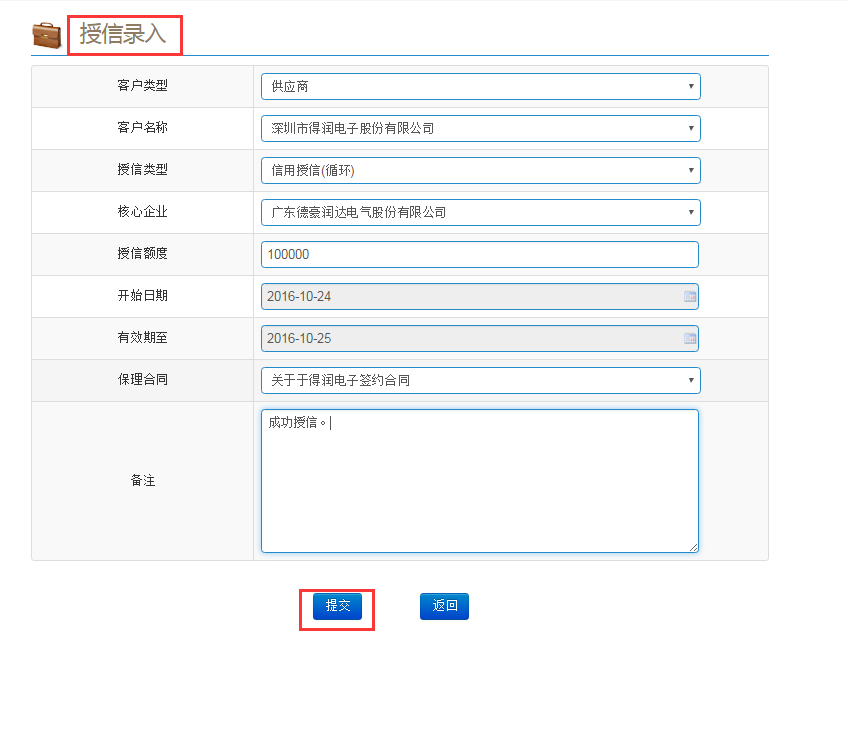 授信录入
客户类型 供应商
客户名称 深圳市得润电子股份有限公司
授信类型 信用授信(循环)
核心企业 广东德豪润达电气股份有限公司
授信额度 100000
开始日期 2016-10-24
有效期至 2016-10-25
保理合同 关于于得润电子签约合同
备注 成功授信。
提交 返回